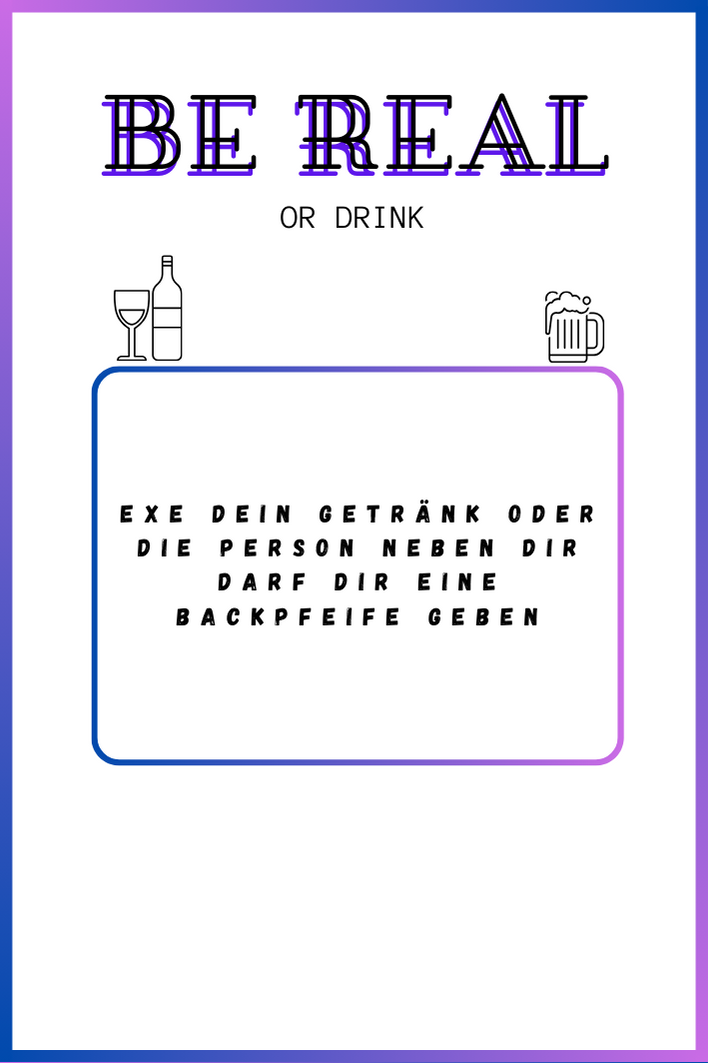 BE REAL
OR DRINK
EXE DEIN GETRÄNK ODER
DIE PERSON NEBEN DIR
DARF DIR EINE
BACKPFEIFE GEBEN